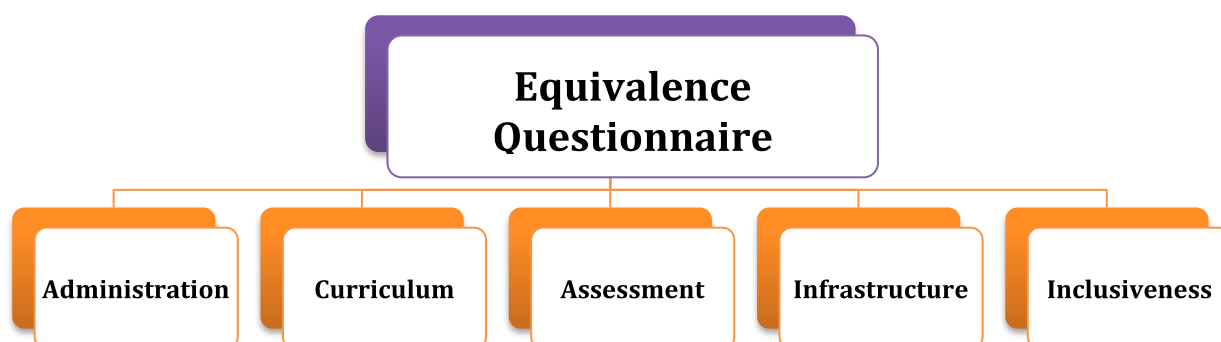 Equivalence
Questionnaire
Administration
Curriculum
Assessment
Infrastructure
Inclusiveness